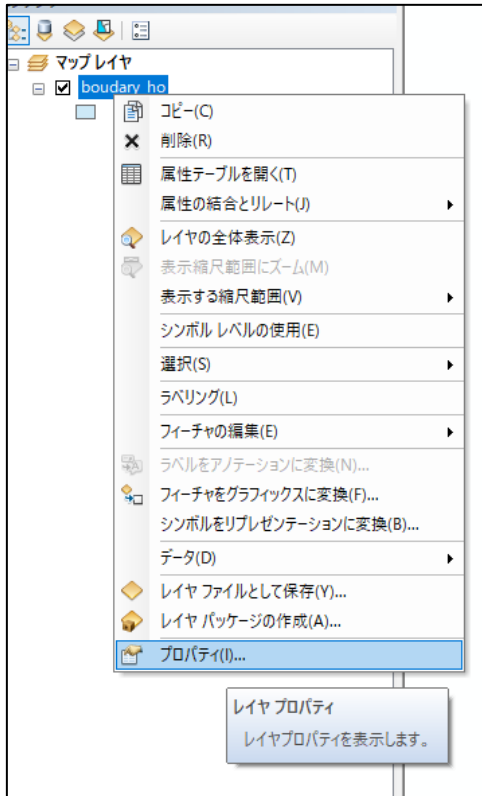 マップ レイヤ
boudary_ho
コピー(C)
削除(R)
属性テーブルを開く(T)
属性の結合とリレート(J)
レイヤの全体表示(Z)
表示縮尺範囲にズーム(M)
表示する縮尺範囲(V)
シンボル レベルの使用(E)
選択(S)
ラベリング(L)
フィーチャの編集(E)
ラベルをアノテーションに変換(N)...
フィーチャをグラフィックスに変換(F)...
シンボルをリプレゼンテーションに変換(B)...
データ(D)
レイヤ ファイルとして保存(Y)...
レイヤ パッケージの作成(A)...
プロパティ(I)...
レイヤ プロパティ
レイヤプロパティを表示します。